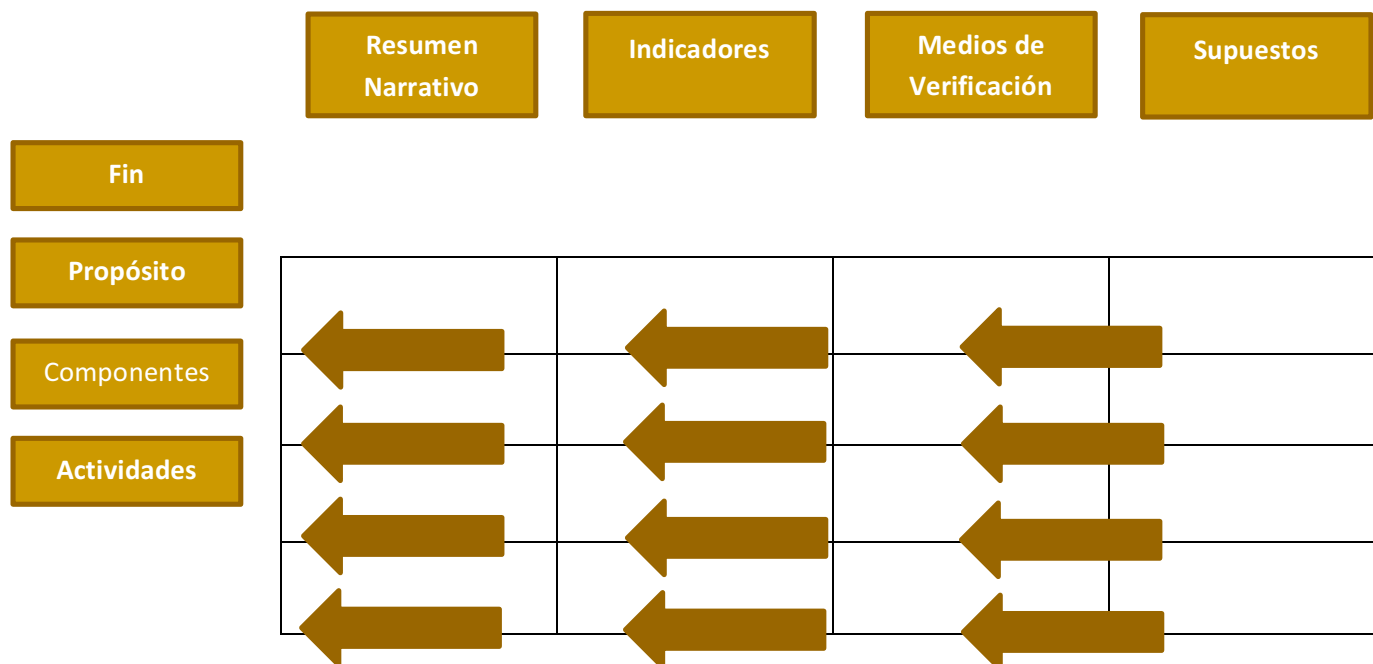 Resumen
Narrativo
Indicadores
Medios de
Verificación
Supuestos
Fin
Propósito
Componentes
Actividades